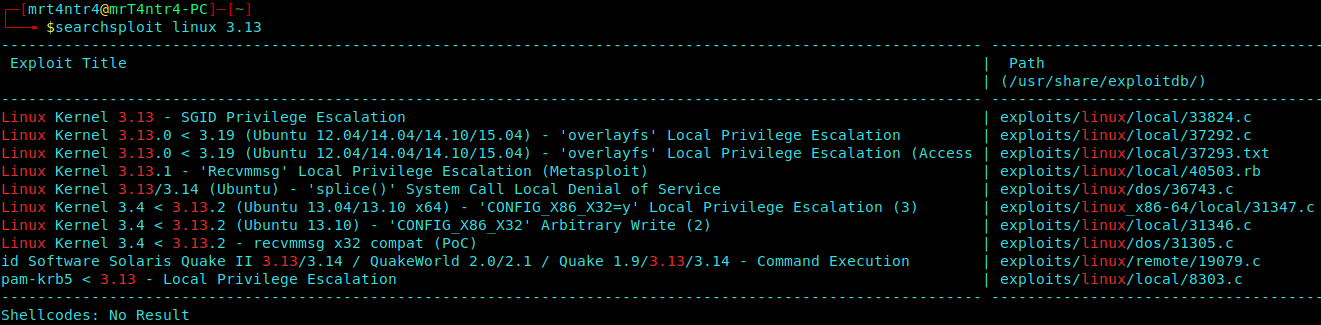 ┌─[mrt4ntr4@mrT4ntr4-PC]─[~]
└──╼ $searchsploit linux 3.13
Exploit Title | Path
| (/usr/share/exploitdb/)
Linux Kernel 3.13 - SGID Privilege Escalation | exploits/linux/local/33824.c
Linux Kernel 3.13.0 < 3.19 (Ubuntu 12.04/14.04/14.10/15.04) - 'overlayfs' Local Privilege Escalation | exploits/linux/local/37292.c
Linux Kernel 3.13.0 < 3.19 (Ubuntu 12.04/14.04/14.10/15.04) - 'overlayfs' Local Privilege Escalation (Access | exploits/linux/local/37293.txt
Linux Kernel 3.13.1 - 'Recvmmsg' Local Privilege Escalation (Metasploit) | exploits/linux/local/40503.rb
Linux Kernel 3.13/3.14 (Ubuntu) - 'splice()' System Call Local Denial of Service | exploits/linux/dos/36743.c
Linux Kernel 3.4 < 3.13.2 (Ubuntu 13.04/13.10 x64) - 'CONFIG_X86_X32=y' Local Privilege Escalation (3) | exploits/linux_x86-64/local/31347.c
Linux Kernel 3.4 < 3.13.2 (Ubuntu 13.10) - 'CONFIG_X86_X32' Arbitrary Write (2) | exploits/linux/local/31346.c
Linux Kernel 3.4 < 3.13.2 - recvmmsg x32 compat (PoC) | exploits/linux/dos/31305.c
id Software Solaris Quake II 3.13/3.14 / QuakeWorld 2.0/2.1 / Quake 1.9/3.13/3.14 - Command Execution | exploits/linux/remote/19079.c
pam-krb5 < 3.13 - Local Privilege Escalation | exploits/linux/local/8303.c
Shellcodes: No Result